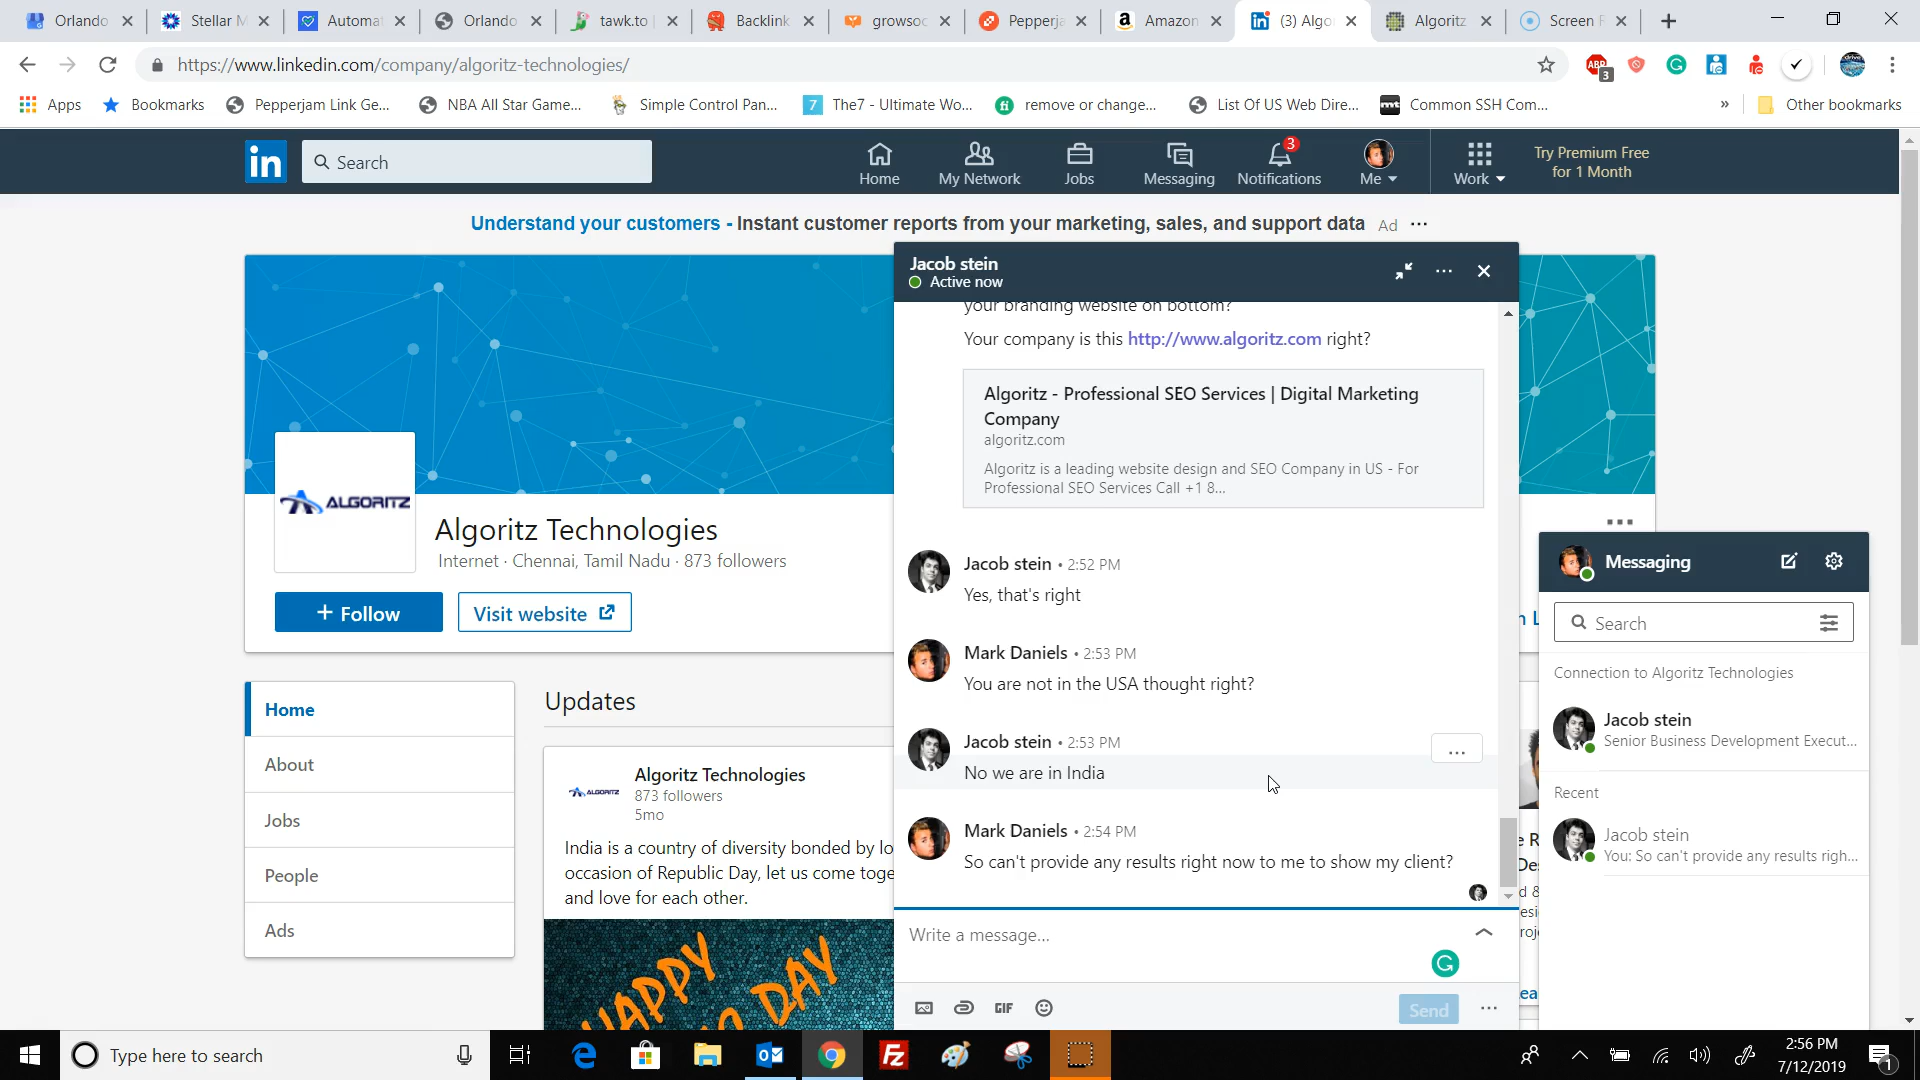 Orlando
Stellar M
Automat
Orlando
tawk.to
Backlink
growsoc
Pepperja
Amazon
(3) Algo
Algoritz
Screen
https://www.linkedin.com/company/algoritz-technologies/
ABP
3
Apps
Bookmarks
Pepperjam Link Ge...
NBA All Star Game...
Simple Control Pan...
The7 - Ultimate Wo...
remove or change...
List Of US Web Dire...
Common SSH Com...
»
Other bookmarks
in
Search
Home
My Network
Jobs
Messaging
3
Notifications
Me
Work
Try Premium Free
for 1 Month
Understand your customers - Instant customer reports from your marketing, sales, and support data Ad ...
ALGORITZ
Algoritz Technologies
Internet · Chennai, Tamil Nadu · 873 followers
+ Follow
Visit website
Home
About
Jobs
People
Ads
Updates
ALGORITZ
Algoritz Technologies
873 followers
5mo
India is a country of diversity bonded by lo
occasion of Republic Day, let us come toge
and love for each other.
HAPPY
DAY
Jacob stein
Active now
your branding website on bottom?
Your company is this http://www.algoritz.com right?
Algoritz - Professional SEO Services | Digital Marketing
Company
algoritz.com
Algoritz is a leading website design and SEO Company in US - For
Professional SEO Services Call +1 8...
Jacob stein • 2:52 PM
Yes, that's right
Mark Daniels • 2:53 PM
You are not in the USA thought right?
Jacob stein • 2:53 PM
No we are in India
...
Mark Daniels • 2:54 PM
So can't provide any results right now to me to show my client?
Write a message...
GIF
Send
...
Messaging
Search
Connection to Algoritz Technologies
Jacob stein
Senior Business Development Execut...
Recent
Jacob stein
You: So can't provide any results righ...
Type here to search
2:56 PM
7/12/2019
1